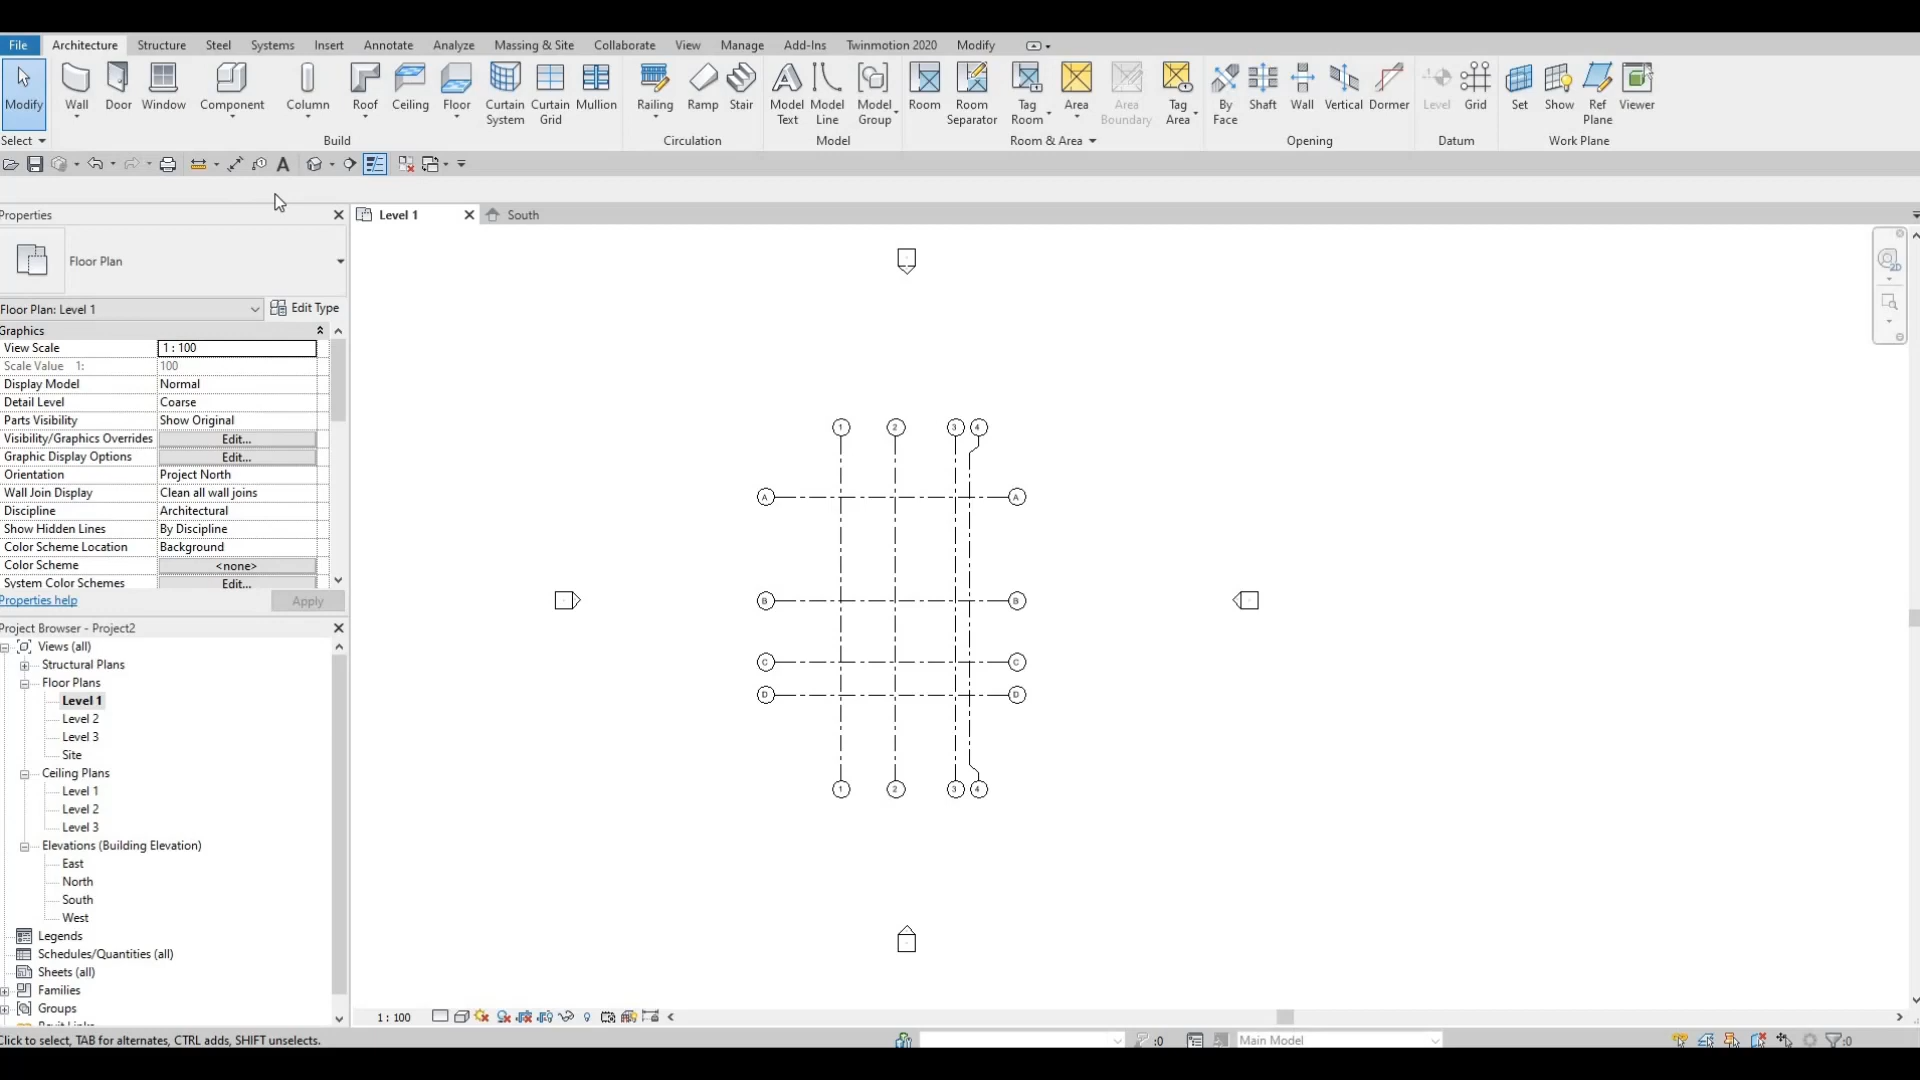 File Architecture Structure Steel Systems Insert Annotate Analyze Massing & Site Collaborate View Manage Add-Ins Twinmotion 2020 Modify
Modify Wall Door Window Component Column Roof Ceiling Floor Curtain System Curtain Grid Mullion Railing Ramp Stair Model Text Model Line Model Group Room Room Separator Tag Room Area Area Boundary Tag Area By Face Shaft Wall Vertical Dormer Level Grid Set Show Ref Plane Viewer
Select Build Circulation Model Room & Area Opening Datum Work Plane
Properties
Level 1 South
Floor Plan
Floor Plan: Level 1 Edit Type
Graphics
View Scale 1 : 100
Scale Value 1: 100
Display Model Normal
Detail Level Coarse
Parts Visibility Show Original
Visibility/Graphics Overrides Edit...
Graphic Display Options Edit...
Orientation Project North
Wall Join Display Clean all wall joins
Discipline Architectural
Show Hidden Lines By Discipline
Color Scheme Location Background
Color Scheme <none>
System Color Schemes Edit...
Properties help Apply
Project Browser - Project2
Views (all)
Structural Plans
Floor Plans
Level 1
Level 2
Level 3
Site
Ceiling Plans
Level 1
Level 2
Level 3
Elevations (Building Elevation)
East
North
South
West
Legends
Schedules/Quantities (all)
Sheets (all)
Families
Groups
1 2 3 4
A A
B B
C C
D D
1 2 3 4
1 : 100
Click to select, TAB for alternates, CTRL adds, SHIFT unselects. :0 Main Model :0